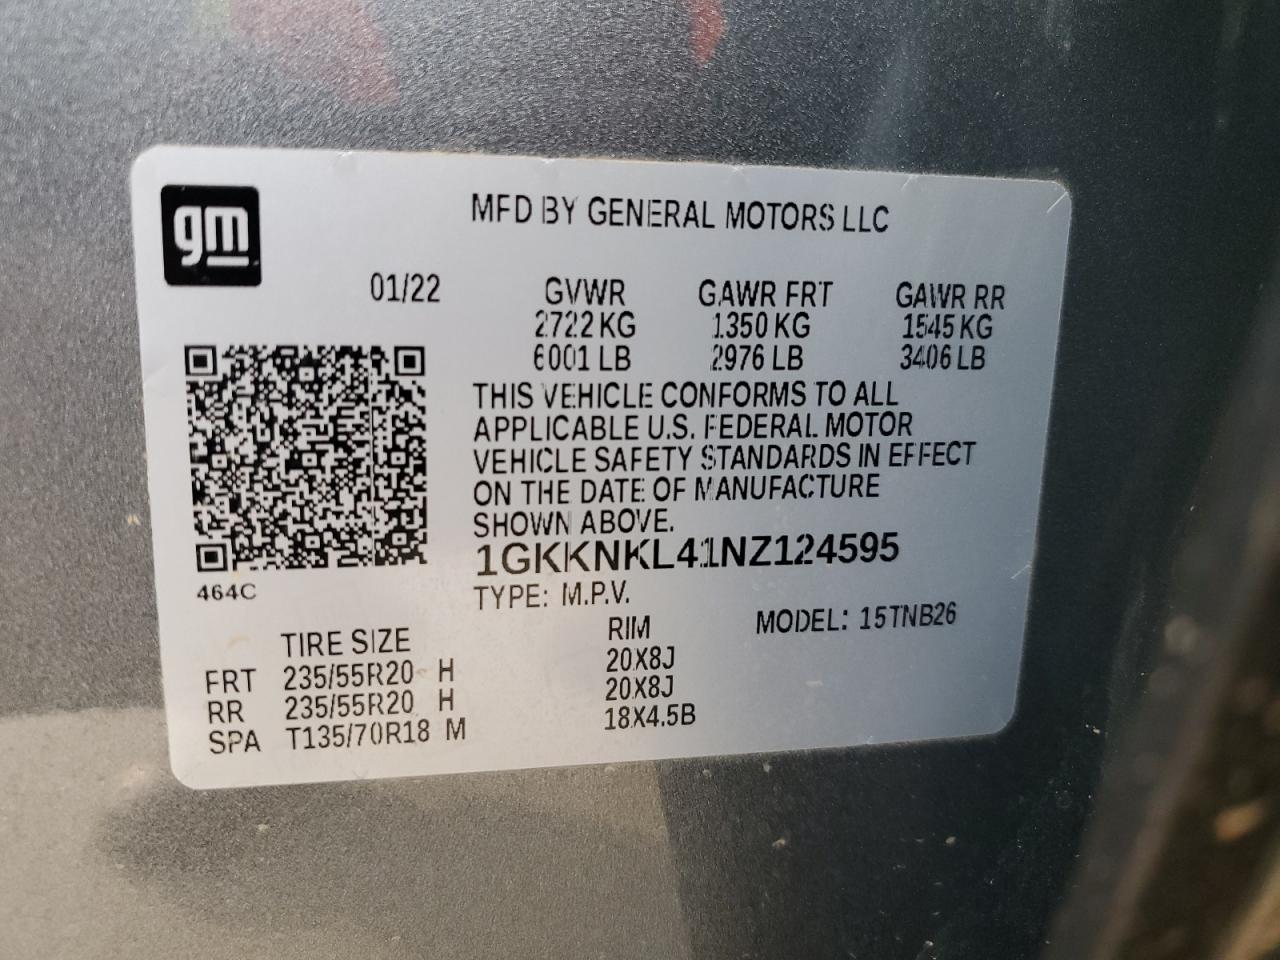 gm
MFD BY GENERAL MOTORS LLC
01/22 GVWR GAWR FRT GAWR RR
2722 KG 1350 KG 1545 KG
6001 LB 2976 LB 3406 LB
THIS VEHICLE CONFORMS TO ALL
APPLICABLE U.S. FEDERAL MOTOR
VEHICLE SAFETY STANDARDS IN EFFECT
ON THE DATE OF MANUFACTURE
SHOWN ABOVE.
1GKKNKL41NZ124595
464C
TYPE: M.P.V.
MODEL: 15TNB26
TIRE SIZE RIM
FRT 235/55R20 H 20X8J
RR 235/55R20 H 20X8J
SPA T135/70R18 M 18X4.5B